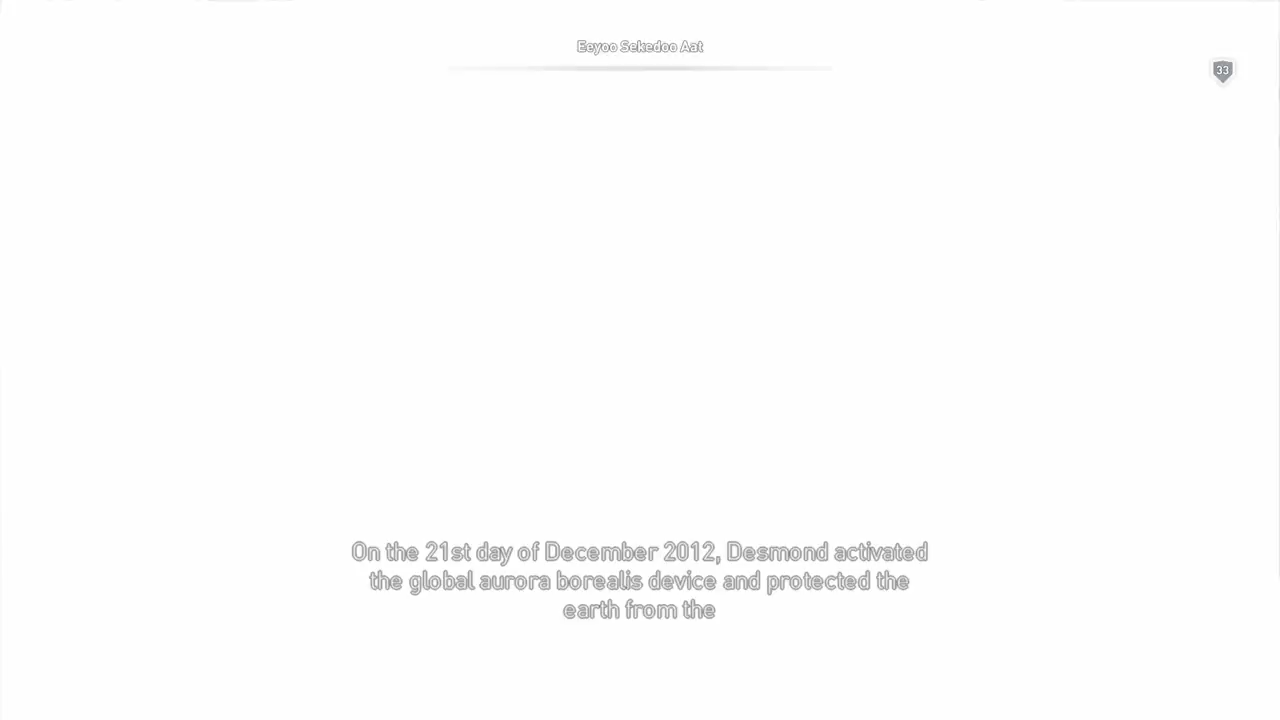 Eeyoo Sekedoo Aat
33
On the 21st day of December 2012, Desmond activated
the global aurora borealis device and protected the
earth from the